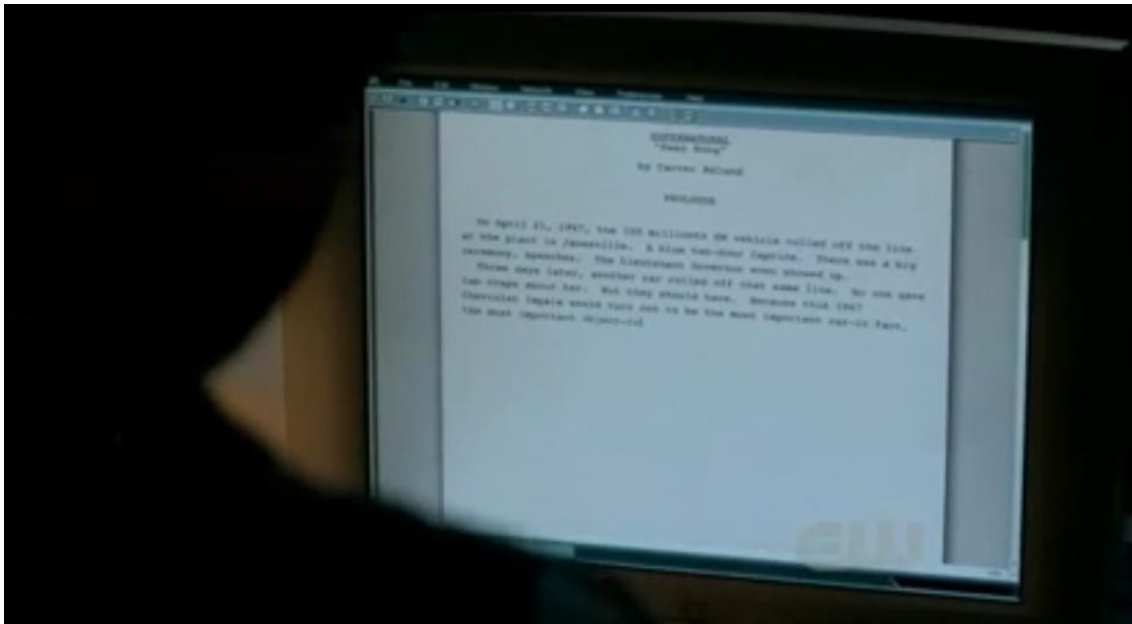 SUPERNATURAL
"Swan Song"
by Carver Edlund
PROLOGUE
On April 21, 1967, the 100 millionth GM vehicle rolled off the line
at the plant in Janesville. A blue two-door Caprice. There was a big
ceremony, speeches. The lieutenant Governor even showed up.
Three days later, another car rolled off that same line. No one gave
two craps about her. But they should have. Because this 1967
Chevrolet Impala would turn out to be the most important car-in fact,
the most important object-in
CW